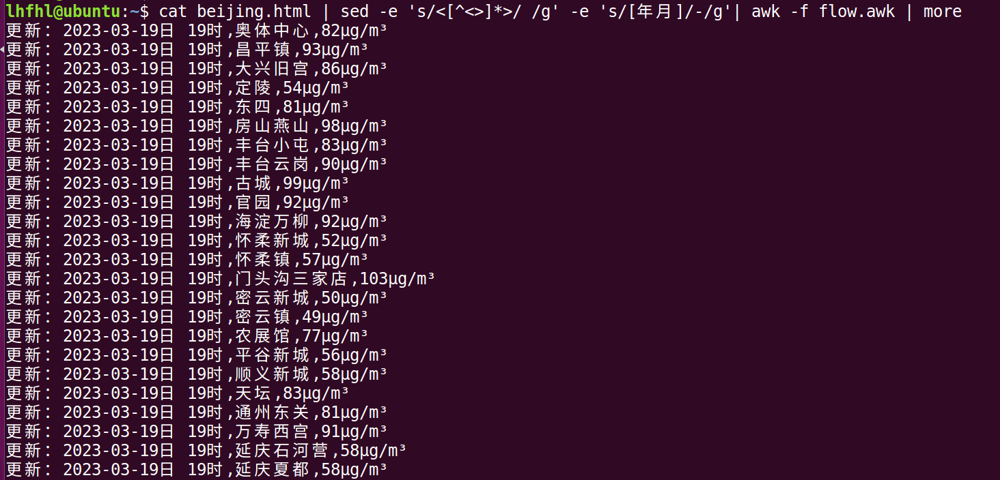 lhfhl@ubuntu:~$ cat beijing.html | sed -e 's/<[^<>]*>/ /g' -e 's/[年月]/-/g'| awk -f flow.awk | more
更新：2023-03-19日 19时,奥体中心,82μg/m³
更新：2023-03-19日 19时,昌平镇,93μg/m³
更新：2023-03-19日 19时,大兴旧宫,86μg/m³
更新：2023-03-19日 19时,定陵,54μg/m³
更新：2023-03-19日 19时,东四,81μg/m³
更新：2023-03-19日 19时,房山燕山,98μg/m³
更新：2023-03-19日 19时,丰台小屯,83μg/m³
更新：2023-03-19日 19时,丰台云岗,90μg/m³
更新：2023-03-19日 19时,古城,99μg/m³
更新：2023-03-19日 19时,官园,92μg/m³
更新：2023-03-19日 19时,海淀万柳,92μg/m³
更新：2023-03-19日 19时,怀柔新城,52μg/m³
更新：2023-03-19日 19时,怀柔镇,57μg/m³
更新：2023-03-19日 19时,门头沟三家店,103μg/m³
更新：2023-03-19日 19时,密云新城,50μg/m³
更新：2023-03-19日 19时,密云镇,49μg/m³
更新：2023-03-19日 19时,农展馆,77μg/m³
更新：2023-03-19日 19时,平谷新城,56μg/m³
更新：2023-03-19日 19时,顺义新城,58μg/m³
更新：2023-03-19日 19时,天坛,83μg/m³
更新：2023-03-19日 19时,通州东关,81μg/m³
更新：2023-03-19日 19时,万寿西宫,91μg/m³
更新：2023-03-19日 19时,延庆石河营,58μg/m³
更新：2023-03-19日 19时,延庆夏都,58μg/m³